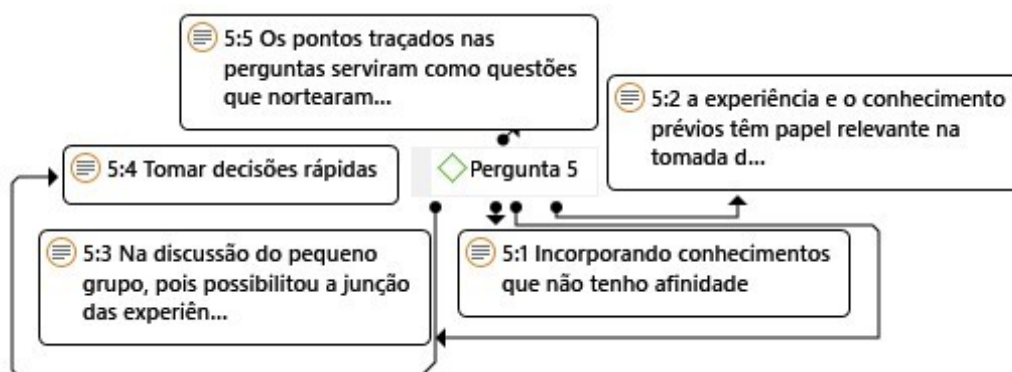 5:5 Os pontos traçados nas
perguntas serviram como questões
que nortearam...
5:2 a experiência e o conhecimento
prévios têm papel relevante na
tomada d...
5:4 Tomar decisões rápidas
Pergunta 5
5:3 Na discussão do pequeno
grupo, pois possibilitou a junção
das experiên...
5:1 Incorporando conhecimentos
que não tenho afinidade